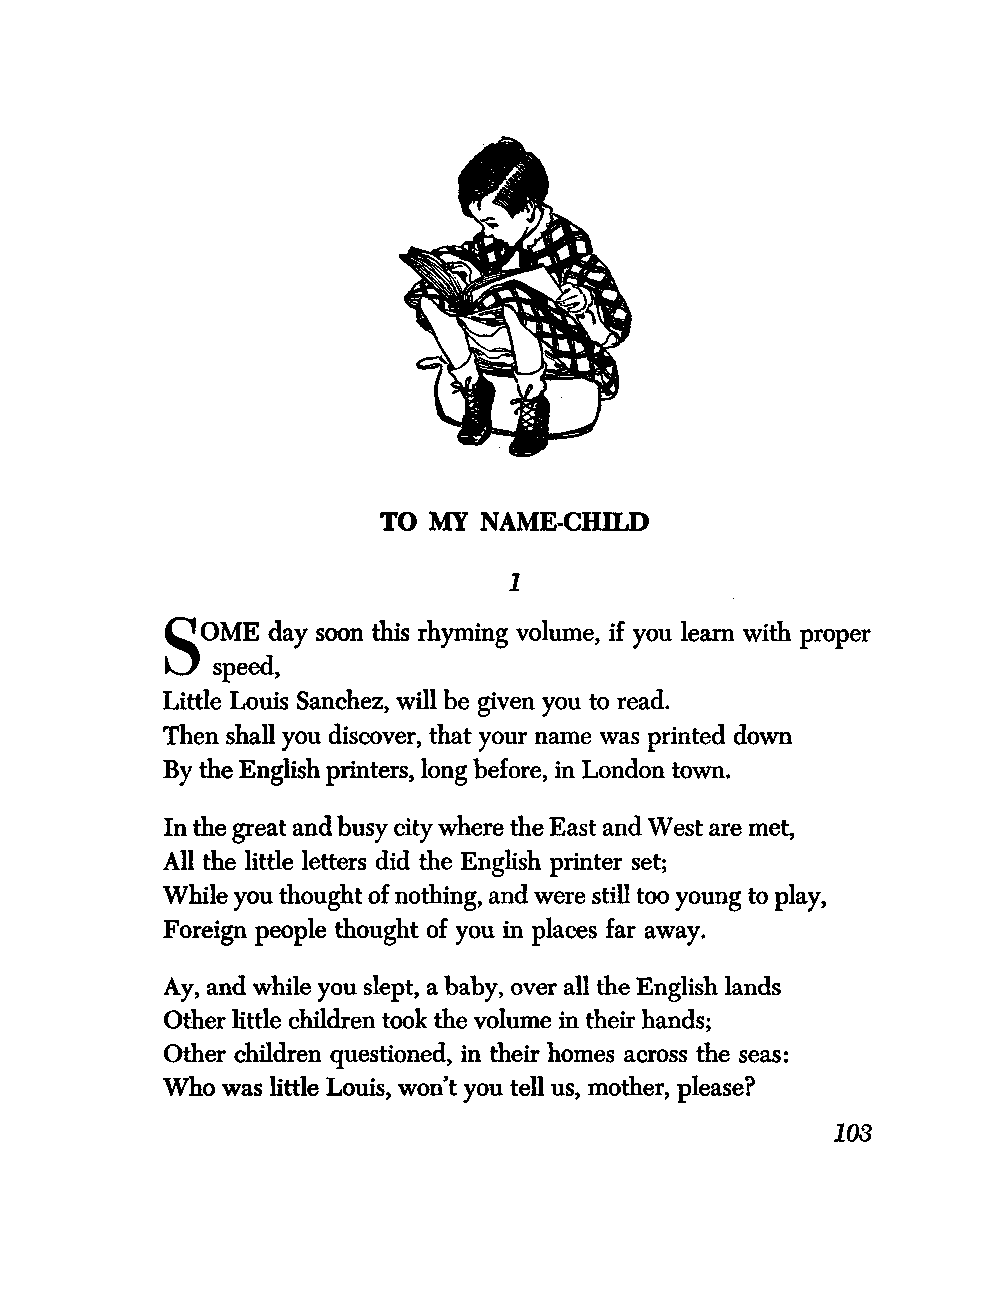 TO MY NAME-CHILD
1
SOME day soon this rhyming volume, if you learn with proper
speed,
Little Louis Sanchez, will be given you to read.
Then shall you discover, that your name was printed down
By the English printers, long before, in London town.
In the great and busy city where the East and West are met,
All the little letters did the English printer set;
While you thought of nothing, and were still too young to play,
Foreign people thought of you in places far away.
Ay, and while you slept, a baby, over all the English lands
Other little children took the volume in their hands;
Other children questioned, in their homes across the seas:
Who was little Louis, won't you tell us, mother, please?
103